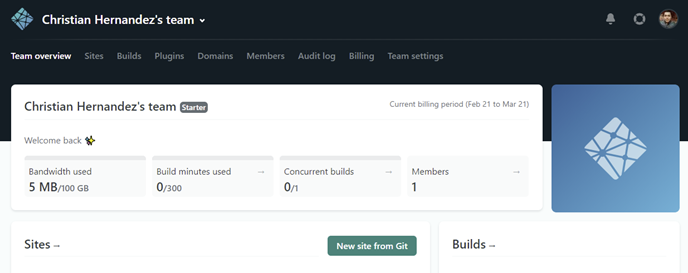 Christian Hernandez's team
Team overview Sites Builds Plugins Domains Members Audit log Billing Team settings
Christian Hernandez's team Starter Current billing period (Feb 21 to Mar 21)
Welcome back ✨
Bandwidth used Build minutes used → Concurrent builds → Members →
5 MB/100 GB 0/300 0/1 1
Sites → New site from Git Builds →